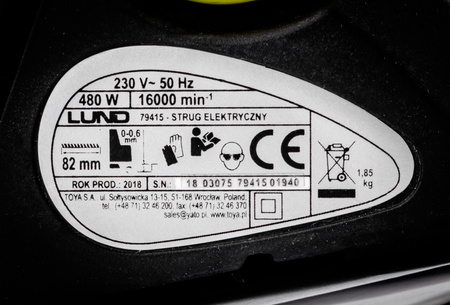 230 V~ 50 Hz
480 W 16000 min⁻¹
LUND 79415 - STRUG ELEKTRYCZNY
0-0,6
mm
82 mm
CE
1,85
kg
ROK PROD.: 2018 S.N.: 18 03075 79415 01940
TOYA S.A. ul. Sołtysowicka 13-15, 51-168 Wrocław, Poland.
tel.: (+48 71) 32 46 200, fax (+48 71) 32 46 370
sales@yato.pl, www.toya.pl